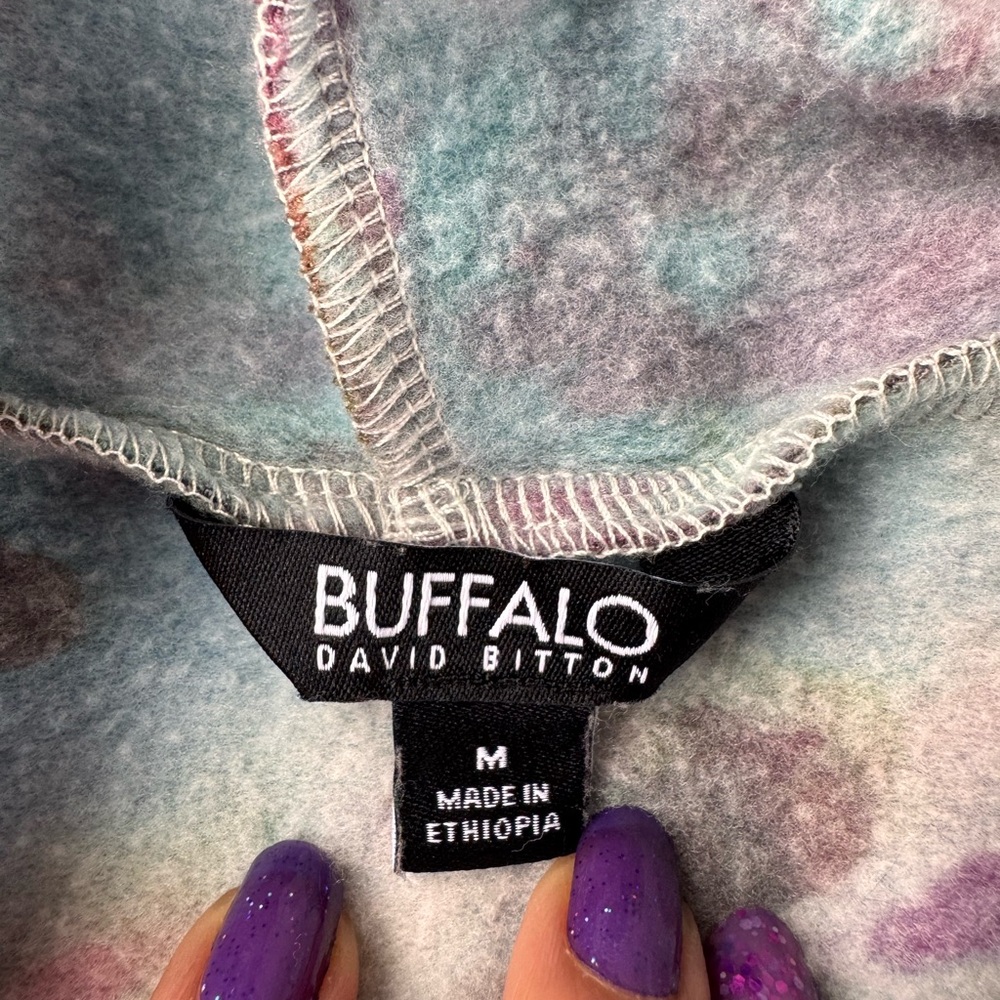 BUFFALO
DAVID BITTON
M
MADE IN
ETHIOPIA